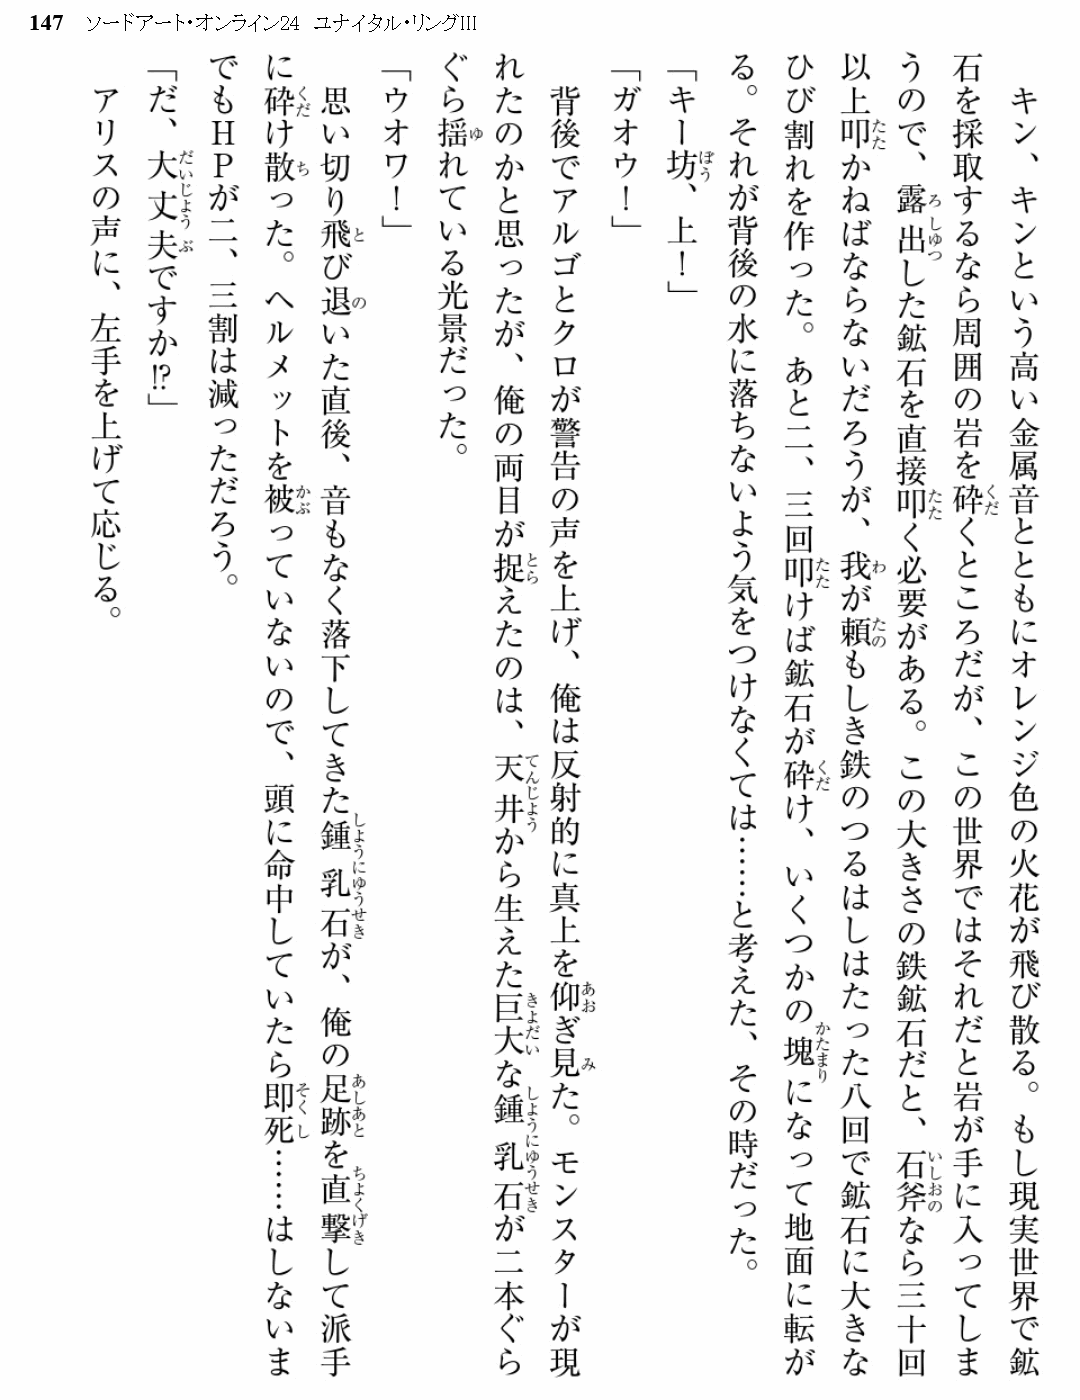 147 ソードアート・オンライン24 ユナイタル・リングIII
キン、キンという高い金属音とともにオレンジ色の火花が飛び散る。もし現実世界で鉱
石を採取するなら周囲の岩を砕くところだが、この世界ではそれだと岩が手に入ってしま
うので、露出した鉱石を直接叩く必要がある。この大きさの鉄鉱石だと、石斧なら三十回
以上叩かねばならないだろうが、我が頼もしき鉄のつるはしはたった八回で鉱石に大きな
ひび割れを作った。あと二、三回叩けば鉱石が砕け、いくつかの塊になって地面に転が
る。それが背後の水に落ちないよう気をつけなくては……と考えた、その時だった。
「キー坊、上！」
「ガオウ！」
背後でアルゴとクロが警告の声を上げ、俺は反射的に真上を仰ぎ見た。モンスターが現
れたのかと思ったが、俺の両目が捉えたのは、天井から生えた巨大な鍾乳石が二本ぐら
ぐら揺れている光景だった。
「ウオワ！」
思い切り飛び退いた直後、音もなく落下してきた鍾乳石が、俺の足跡を直撃して派手
に砕け散った。ヘルメットを被っていないので、頭に命中していたら即死……はしないま
でもHPが二、三割は減っただろう。
「だ、大丈夫ですか⁉」
アリスの声に、左手を上げて応じる。